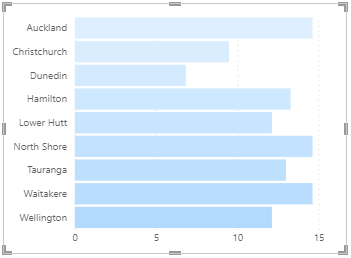 Auckland
Christchurch
Dunedin
Hamilton
Lower Hutt
North Shore
Tauranga
Waitakere
Wellington
0 5 10 15